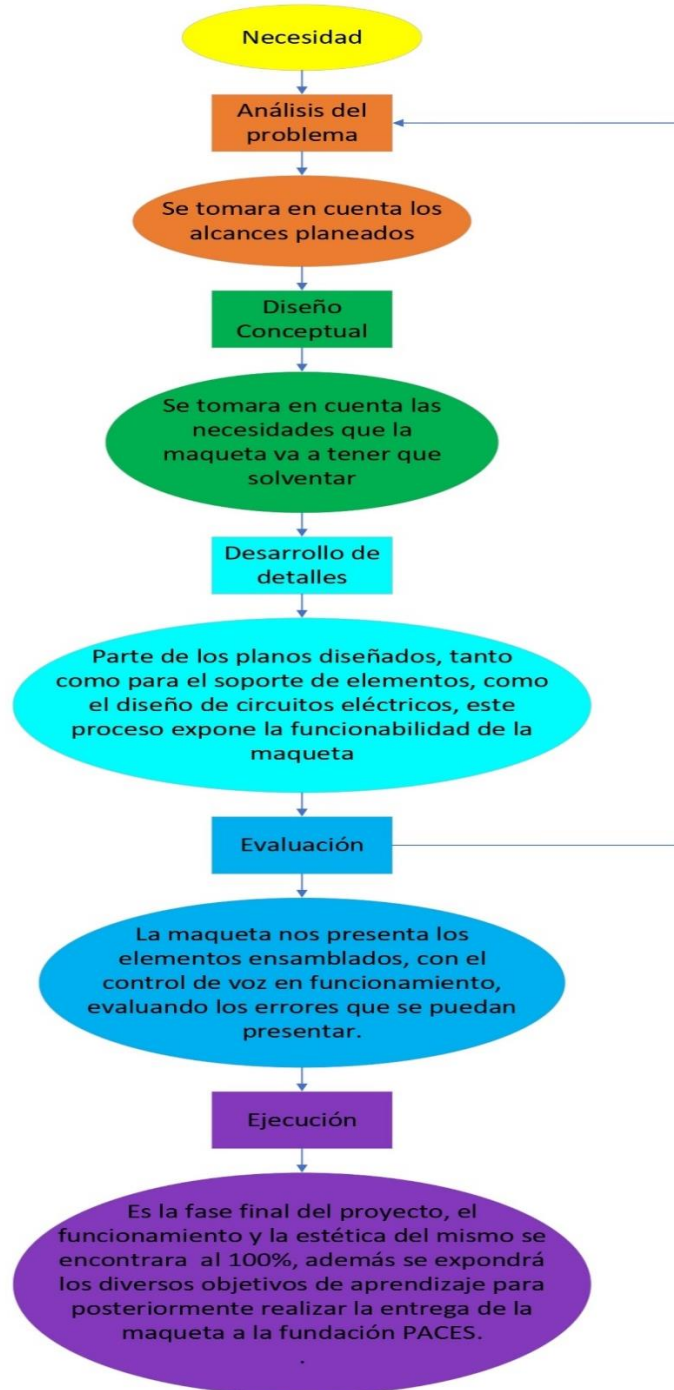 Necesidad
Análisis del
problema
Se tomara en cuenta los
alcances planeados
Diseño
Conceptual
Se tomara en cuenta las
necesidades que la
maqueta va a tener que
solventar
Desarrollo de
detalles
Parte de los planos diseñados, tanto
como para el soporte de elementos, como
el diseño de circuitos eléctricos, este
proceso expone la funcionabilidad de la
maqueta
Evaluación
La maqueta nos presenta los
elementos ensamblados, con el
control de voz en funcionamiento,
evaluando los errores que se puedan
presentar.
Ejecución
Es la fase final del proyecto, el
funcionamiento y la estética del mismo se
encontrara  al 100%, además se expondrá
los diversos objetivos de aprendizaje para
posteriormente realizar la entrega de la
maqueta a la fundación PACES.
.